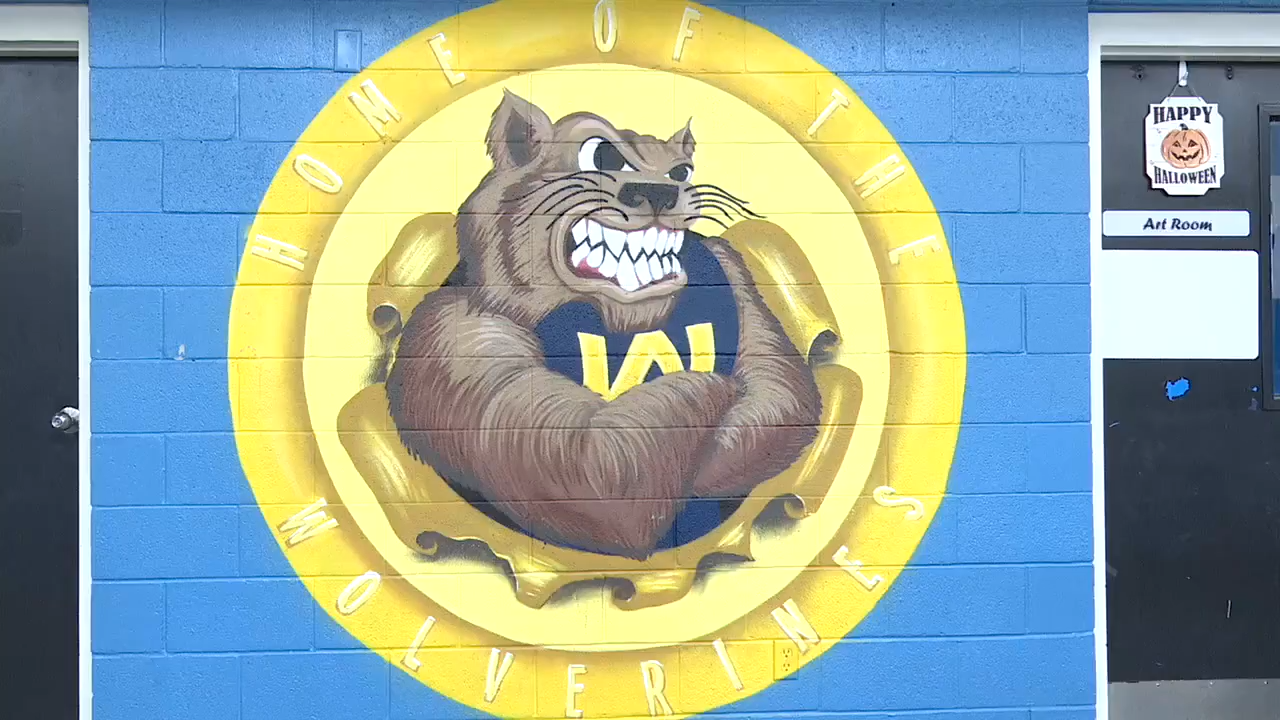 HOME OF THE
WOLVERINES
W
HAPPY
HALLOWEEN
Art Room